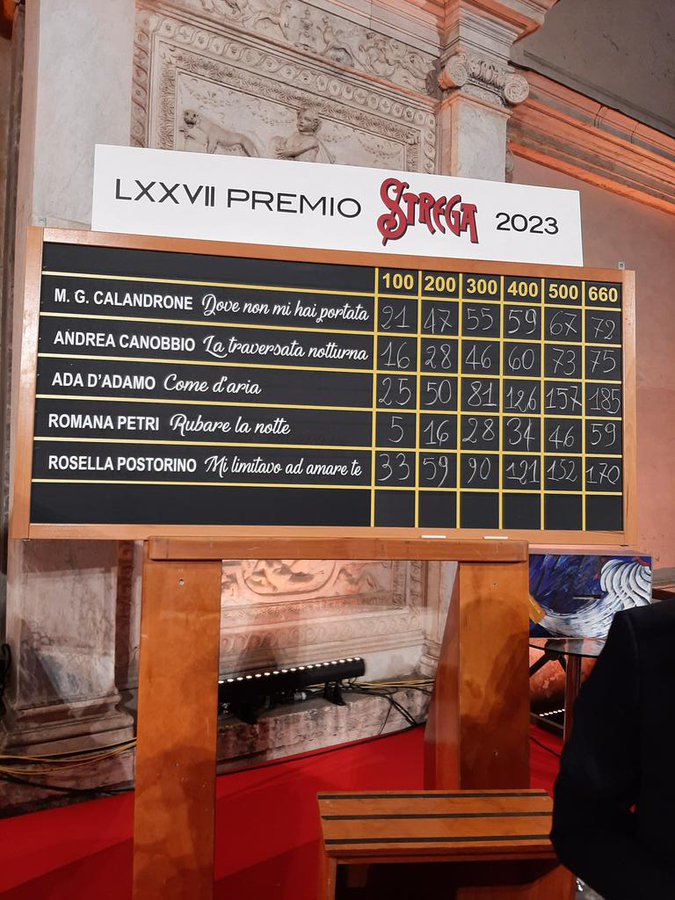 LXXVII PREMIO STREGA 2023
100 200 300 400 500 660
M. G. CALANDRONE Dove non mi hai portata 21 47 55 59 67 72
ANDREA CANOBBIO La traversata notturna 16 28 46 60 73 75
ADA D'ADAMO Come d'aria 25 50 81 126 157 185
ROMANA PETRI Rubare la notte 5 16 28 34 46 59
ROSELLA POSTORINO Mi limitavo ad amare te 33 59 90 121 152 170